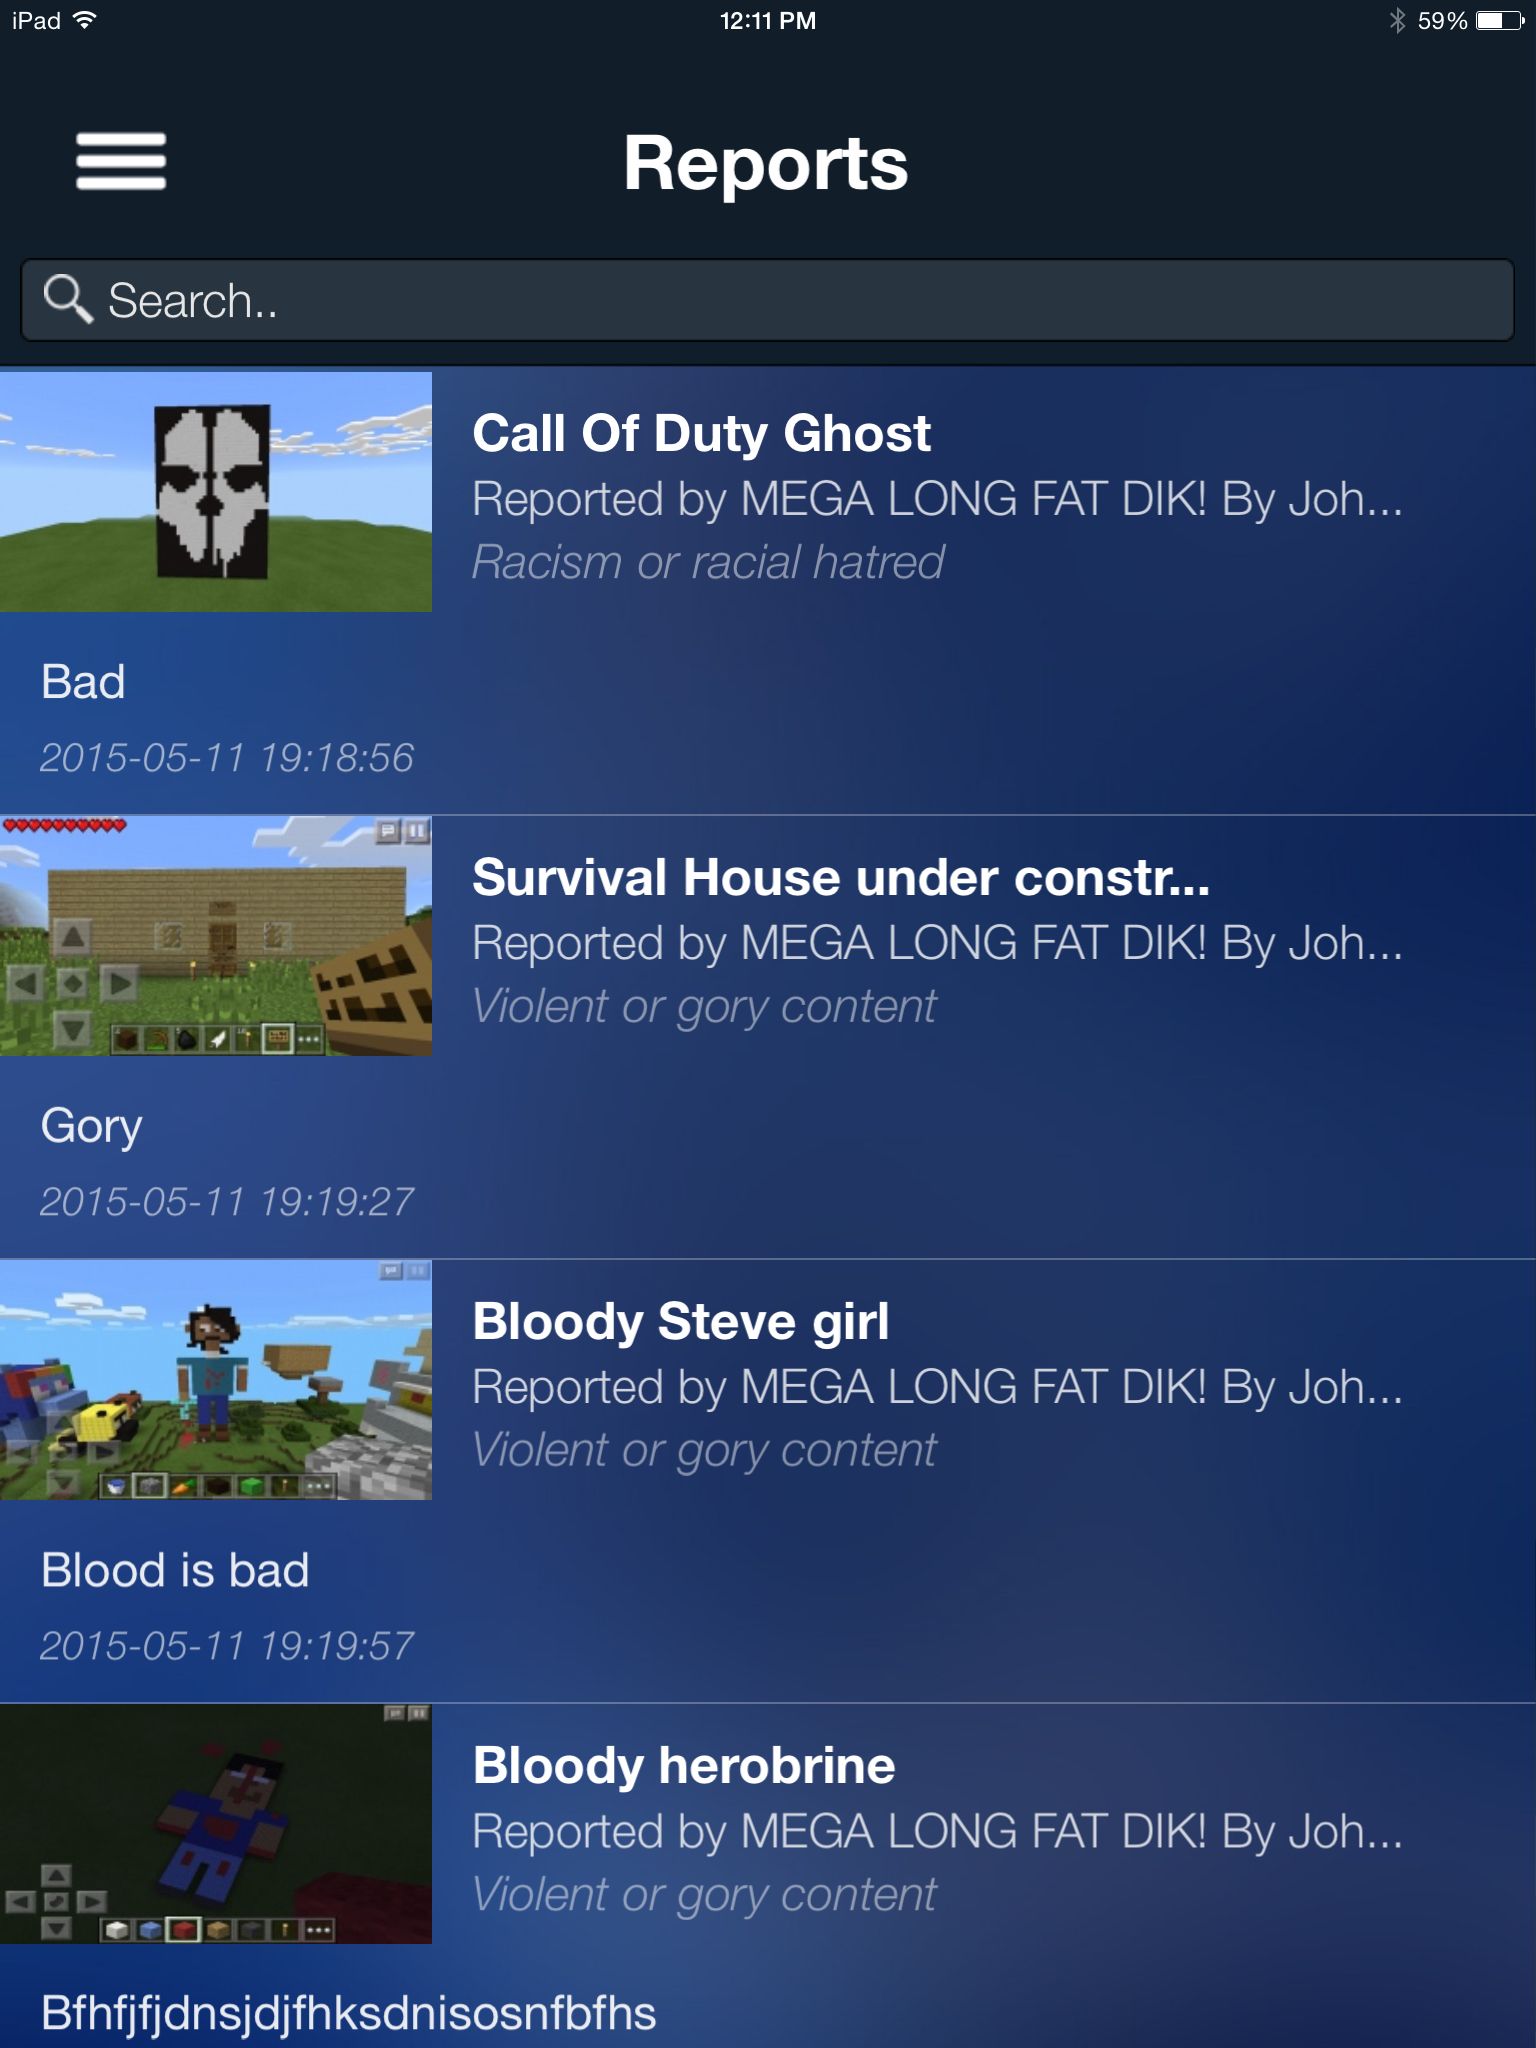 iPad
12:11 PM
59%
Reports
Search..
Call Of Duty Ghost
Reported by MEGA LONG FAT DIK! By Joh...
Racism or racial hatred
Bad
2015-05-11 19:18:56
Survival House under constr...
Reported by MEGA LONG FAT DIK! By Joh...
Violent or gory content
Gory
2015-05-11 19:19:27
Bloody Steve girl
Reported by MEGA LONG FAT DIK! By Joh...
Violent or gory content
Blood is bad
2015-05-11 19:19:57
Bloody herobrine
Reported by MEGA LONG FAT DIK! By Joh...
Violent or gory content
Bfhfjfjdnsjdjfhksdnisosnfbfhs